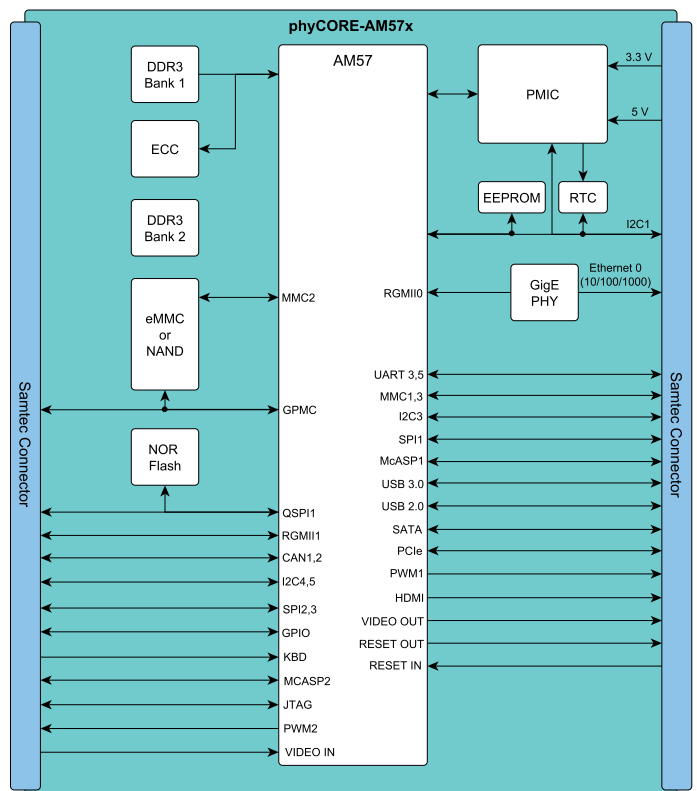 phyCORE-AM57x
Samtec Connector
DDR3
Bank 1
ECC
DDR3
Bank 2
eMMC
or
NAND
NOR
Flash
AM57
MMC2
GPMC
QSPI1
RGMII1
CAN1,2
I2C4,5
SPI2,3
GPIO
KBD
MCASP2
JTAG
PWM2
VIDEO IN
RGMII0
UART 3,5
MMC1,3
I2C3
SPI1
McASP1
USB 3.0
USB 2.0
SATA
PCIe
PWM1
HDMI
VIDEO OUT
RESET OUT
RESET IN
PMIC
3.3 V
5 V
EEPROM
RTC
I2C1
GigE
PHY
Ethernet 0
(10/100/1000)
Samtec Connector